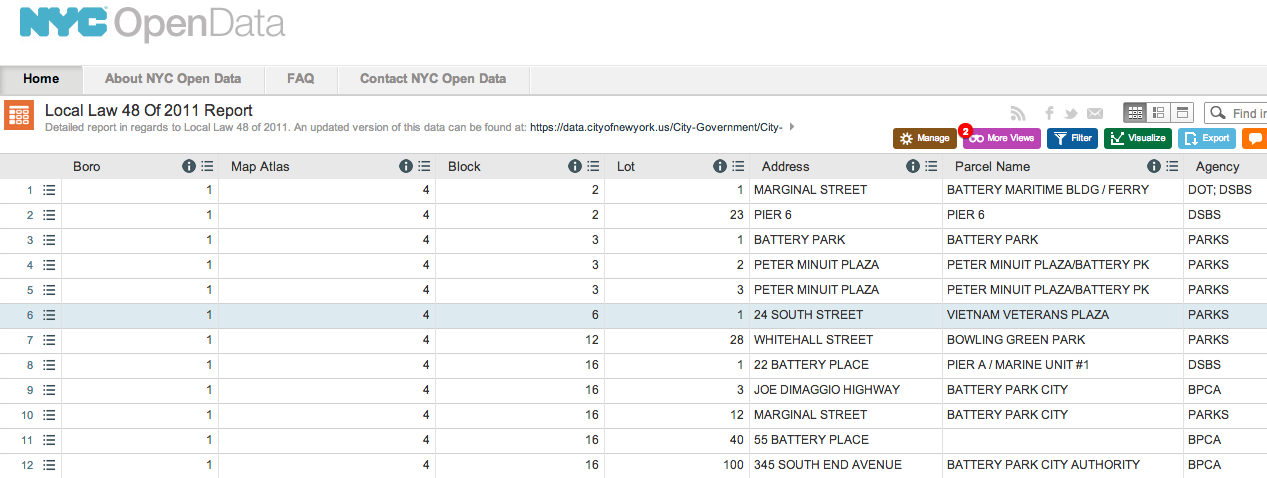 NYC OpenData
Home About NYC Open Data FAQ Contact NYC Open Data
Local Law 48 Of 2011 Report
Detailed report in regards to Local Law 48 of 2011. An updated version of this data can be found at: https://data.cityofnewyork.us/City-Government/City-
Find in
Manage 2 More Views Filter Visualize Export
Boro Map Atlas Block Lot Address Parcel Name Agency
1 1 4 2 1 MARGINAL STREET BATTERY MARITIME BLDG / FERRY DOT; DSBS
2 1 4 2 23 PIER 6 PIER 6 DSBS
3 1 4 3 1 BATTERY PARK BATTERY PARK PARKS
4 1 4 3 2 PETER MINUIT PLAZA PETER MINUIT PLAZA/BATTERY PK PARKS
5 1 4 3 3 PETER MINUIT PLAZA PETER MINUIT PLAZA/BATTERY PK PARKS
6 1 4 6 1 24 SOUTH STREET VIETNAM VETERANS PLAZA PARKS
7 1 4 12 28 WHITEHALL STREET BOWLING GREEN PARK PARKS
8 1 4 16 1 22 BATTERY PLACE PIER A / MARINE UNIT #1 DSBS
9 1 4 16 3 JOE DIMAGGIO HIGHWAY BATTERY PARK CITY BPCA
10 1 4 16 12 MARGINAL STREET BATTERY PARK CITY PARKS
11 1 4 16 40 55 BATTERY PLACE BPCA
12 1 4 16 100 345 SOUTH END AVENUE BATTERY PARK CITY AUTHORITY BPCA